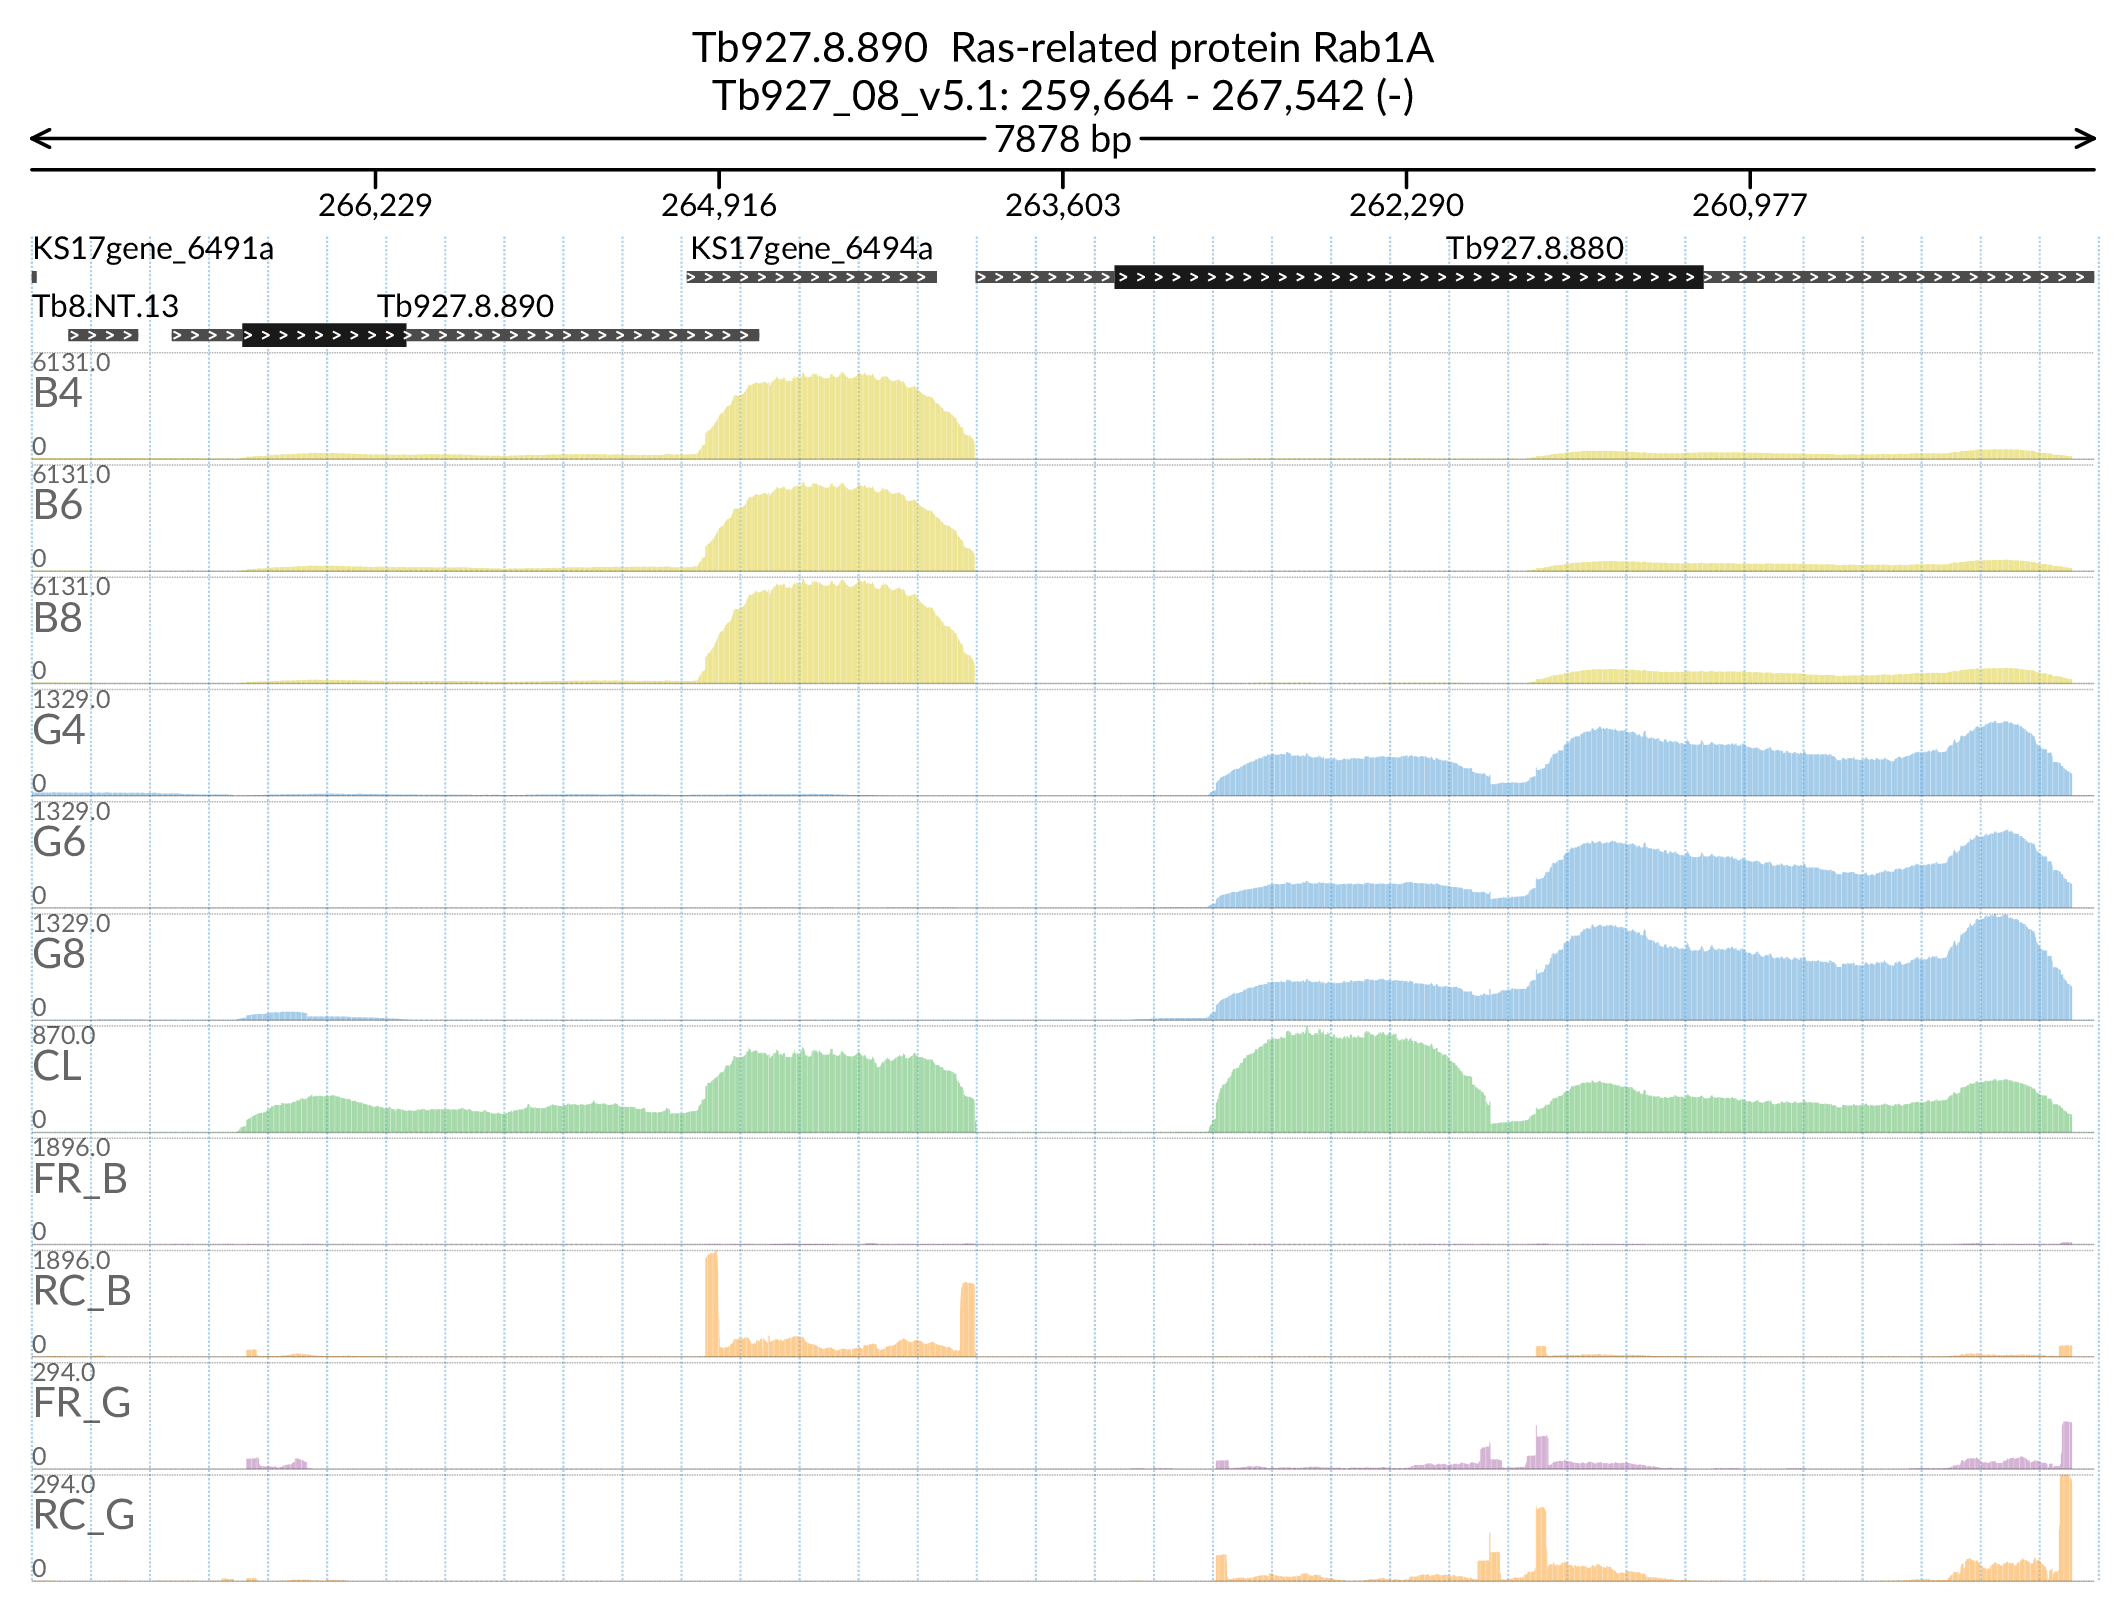 Tb927.8.890  Ras-related protein Rab1A
Tb927_08_v5.1: 259,664 - 267,542 (-)
7878 bp
266,229 264,916 263,603 262,290 260,977
KS17gene_6491a KS17gene_6494a Tb927.8.880
Tb8.NT.13 Tb927.8.890
6131.0
B4
0
6131.0
B6
0
6131.0
B8
0
1329.0
G4
0
1329.0
G6
0
1329.0
G8
0
870.0
CL
0
1896.0
FR_B
0
1896.0
RC_B
0
294.0
FR_G
0
294.0
RC_G
0